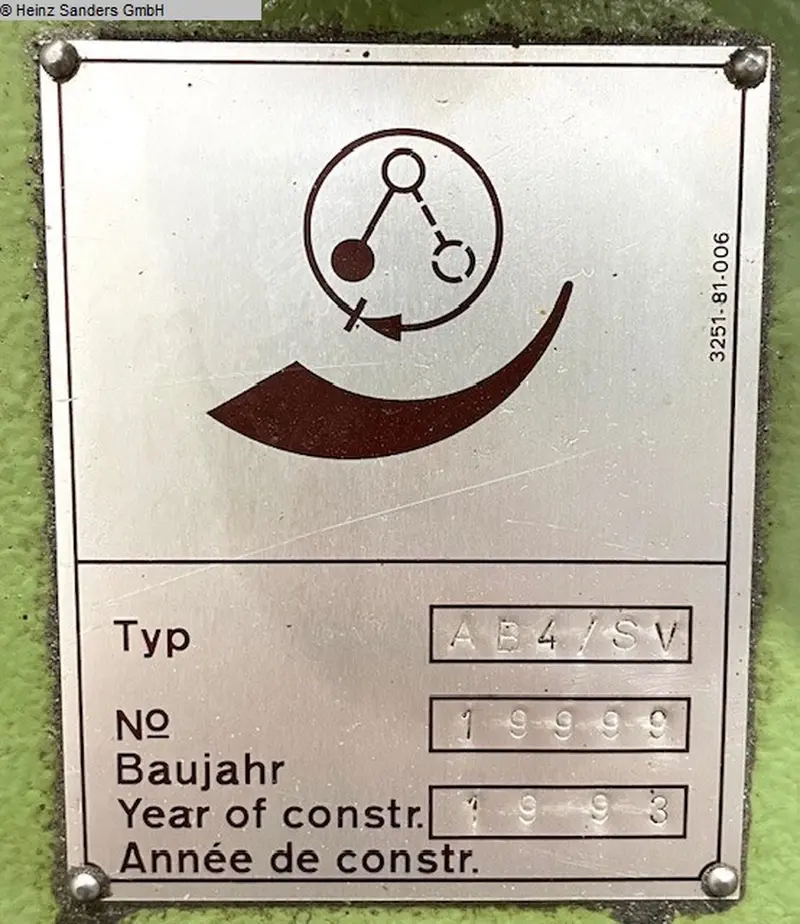 ® Heinz Sanders GmbH
3251-81-006
Typ AB4/SV
Nº 19999
Baujahr
Year of constr. 1993
Année de constr.